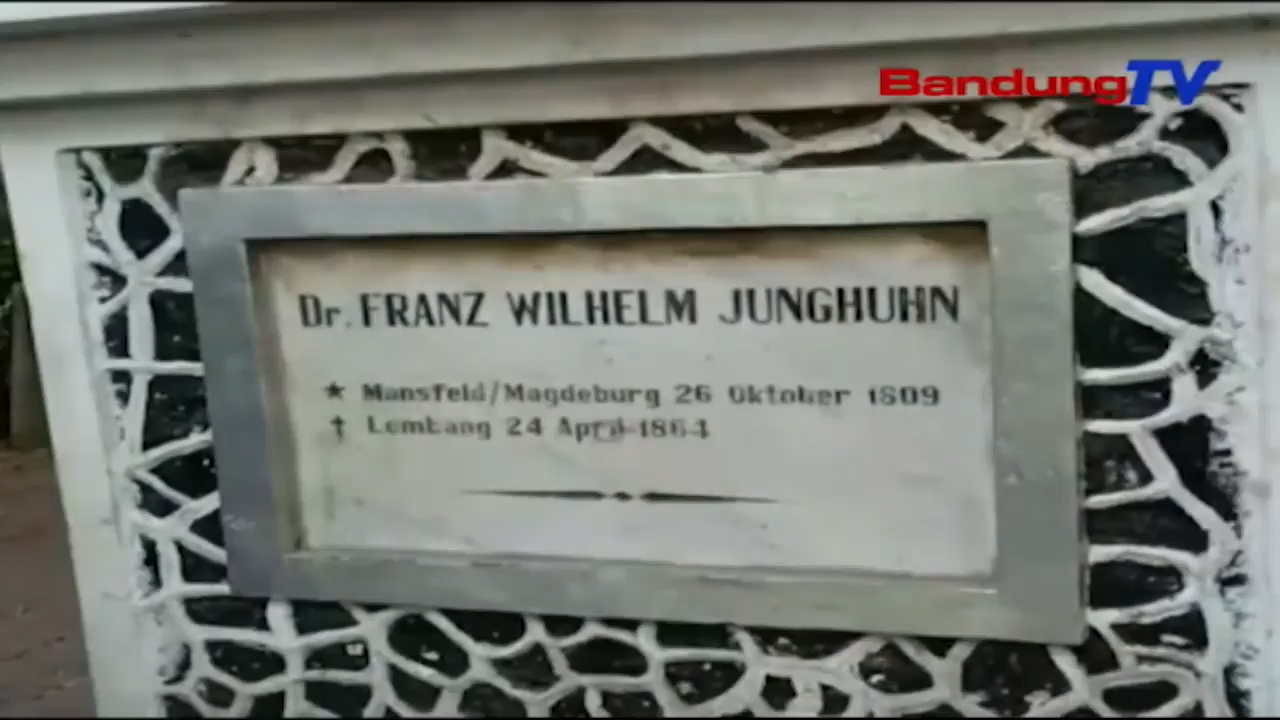 BandungTV
Dr. FRANZ WILHELM JUNGHUHN
★ Mansfeld/Magdeburg 26 Oktober 1809
† Lembang 24 April 1864